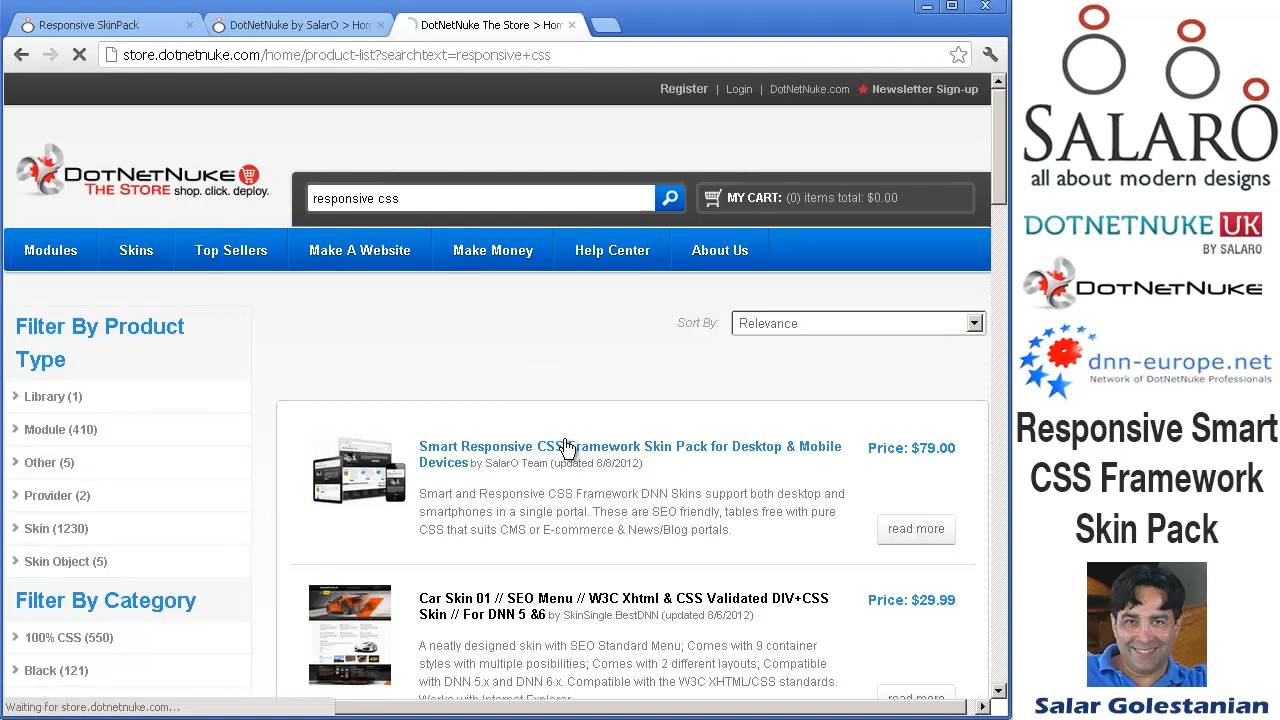 Responsive SkinPack
DotNetNuke by SalarO > Hom
DotNetNuke The Store > Hom
store.dotnetnuke.com/home/product-list?searchtext=responsive+css
Register | Login | DotNetNuke.com ★ Newsletter Sign-up
DOTNETNUKE
THE STORE shop. click. deploy.
responsive css
MY CART: (0) items total: $0.00
Modules
Skins
Top Sellers
Make A Website
Make Money
Help Center
About Us
Filter By Product
Type
Library (1)
Module (410)
Other (5)
Provider (2)
Skin (1230)
Skin Object (5)
Filter By Category
100% CSS (550)
Black (121)
Sort By: Relevance
Smart Responsive CSS Framework Skin Pack for Desktop & Mobile
Devices by SalarO Team (updated 8/8/2012)
Price: $79.00
Smart and Responsive CSS Framework DNN Skins support both desktop and
smartphones in a single portal. These are SEO friendly, tables free with pure
CSS that suits CMS or E-commerce & News/Blog portals.
read more
Car Skin 01 // SEO Menu // W3C Xhtml & CSS Validated DIV+CSS
Skin // For DNN 5 &6 by SkinSingle BestDNN (updated 8/6/2012)
Price: $29.99
A neatly designed skin with SEO Standard Menu; Comes with 9 container
styles with multiple posibilities; Comes with 2 different layouts; Compatible
with DNN 5.x and DNN 6.x. Compatible with the W3C XHTML/CSS standards.
Works with Internet Explorer
read more
Waiting for store.dotnetnuke.com...
SALARO
all about modern designs
DOTNETNUKE UK
BY SALARO
DOTNETNUKE
dnn-europe.net
Network of DotNetNuke Professionals
Responsive Smart
CSS Framework
Skin Pack
Salar Golestanian